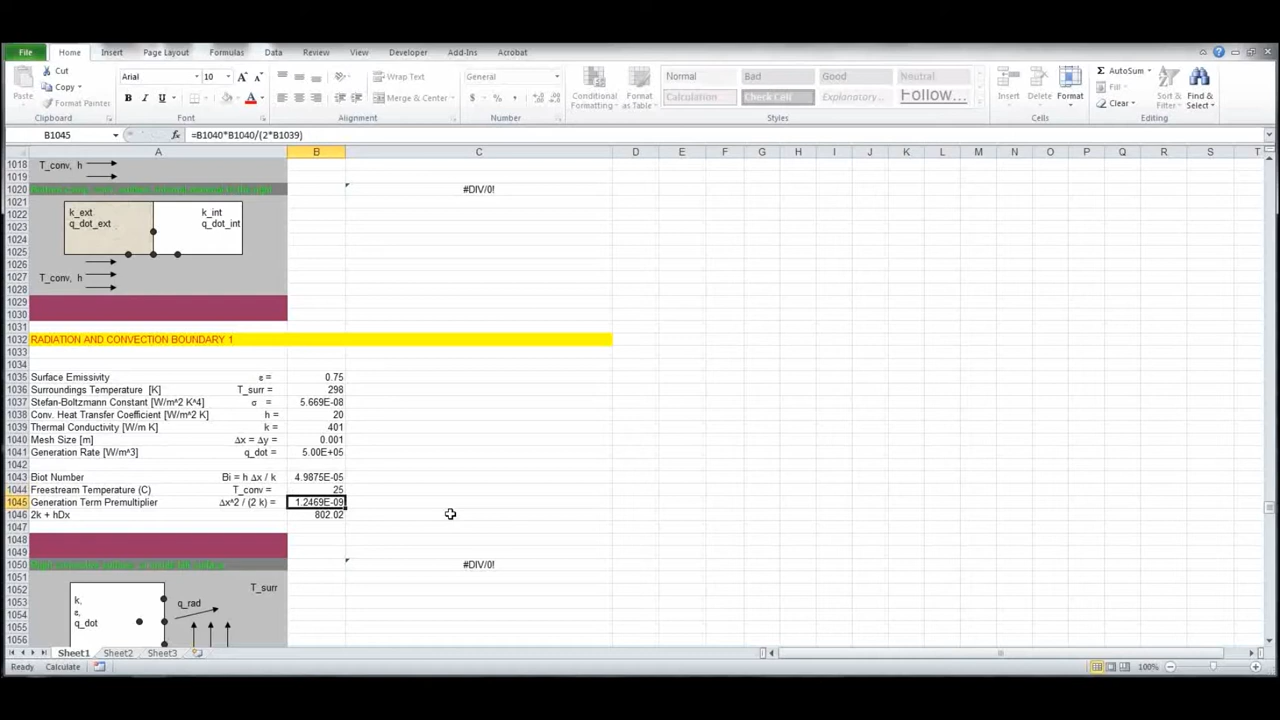 File Home Insert Page Layout Formulas Data Review View Developer Add-Ins Acrobat
Cut Arial 10 Wrap Text General Normal Bad Good Neutral AutoSum
Copy Fill
Paste Format Painter Merge & Center Conditional Formatting Format as Table Calculation Check Cell Explanatory... Follow... Insert Delete Format Clear Sort & Filter Find & Select
Clipboard Font Alignment Number Styles Cells Editing
B1045 fx =B1040*B1040/(2*B1039)
A B C D E F G H I J K L M N O P Q R S T
1018 T_conv, h
1019
1020 #DIV/0!
1021
1022 k_ext k_int
1023 q_dot_ext q_dot_int
1024
1025
1026
1027 T_conv, h
1028
1029
1030
1031
1032 RADIATION AND CONVECTION BOUNDARY 1
1033
1034
1035 Surface Emissivity ε = 0.75
1036 Surroundings Temperature [K] T_surr = 298
1037 Stefan-Boltzmann Constant [W/m^2 K^4] σ = 5.669E-08
1038 Conv. Heat Transfer Coefficient [W/m^2 K] h = 20
1039 Thermal Conductivity [W/m K] k = 401
1040 Mesh Size [m] Δx = Δy = 0.001
1041 Generation Rate [W/m^3] q_dot = 5.00E+05
1042
1043 Biot Number Bi = h Δx / k 4.9875E-05
1044 Freestream Temperature (C) T_conv = 25
1045 Generation Term Premultiplier Δx^2 / (2 k) = 1.2469E-09
1046 2k + hDx 802.02
1047
1048
1049
1050 #DIV/0!
1051
1052 T_surr
1053 k, q_rad
1054 ε,
1055 q_dot
1056
Sheet1 Sheet2 Sheet3
Ready Calculate 100%